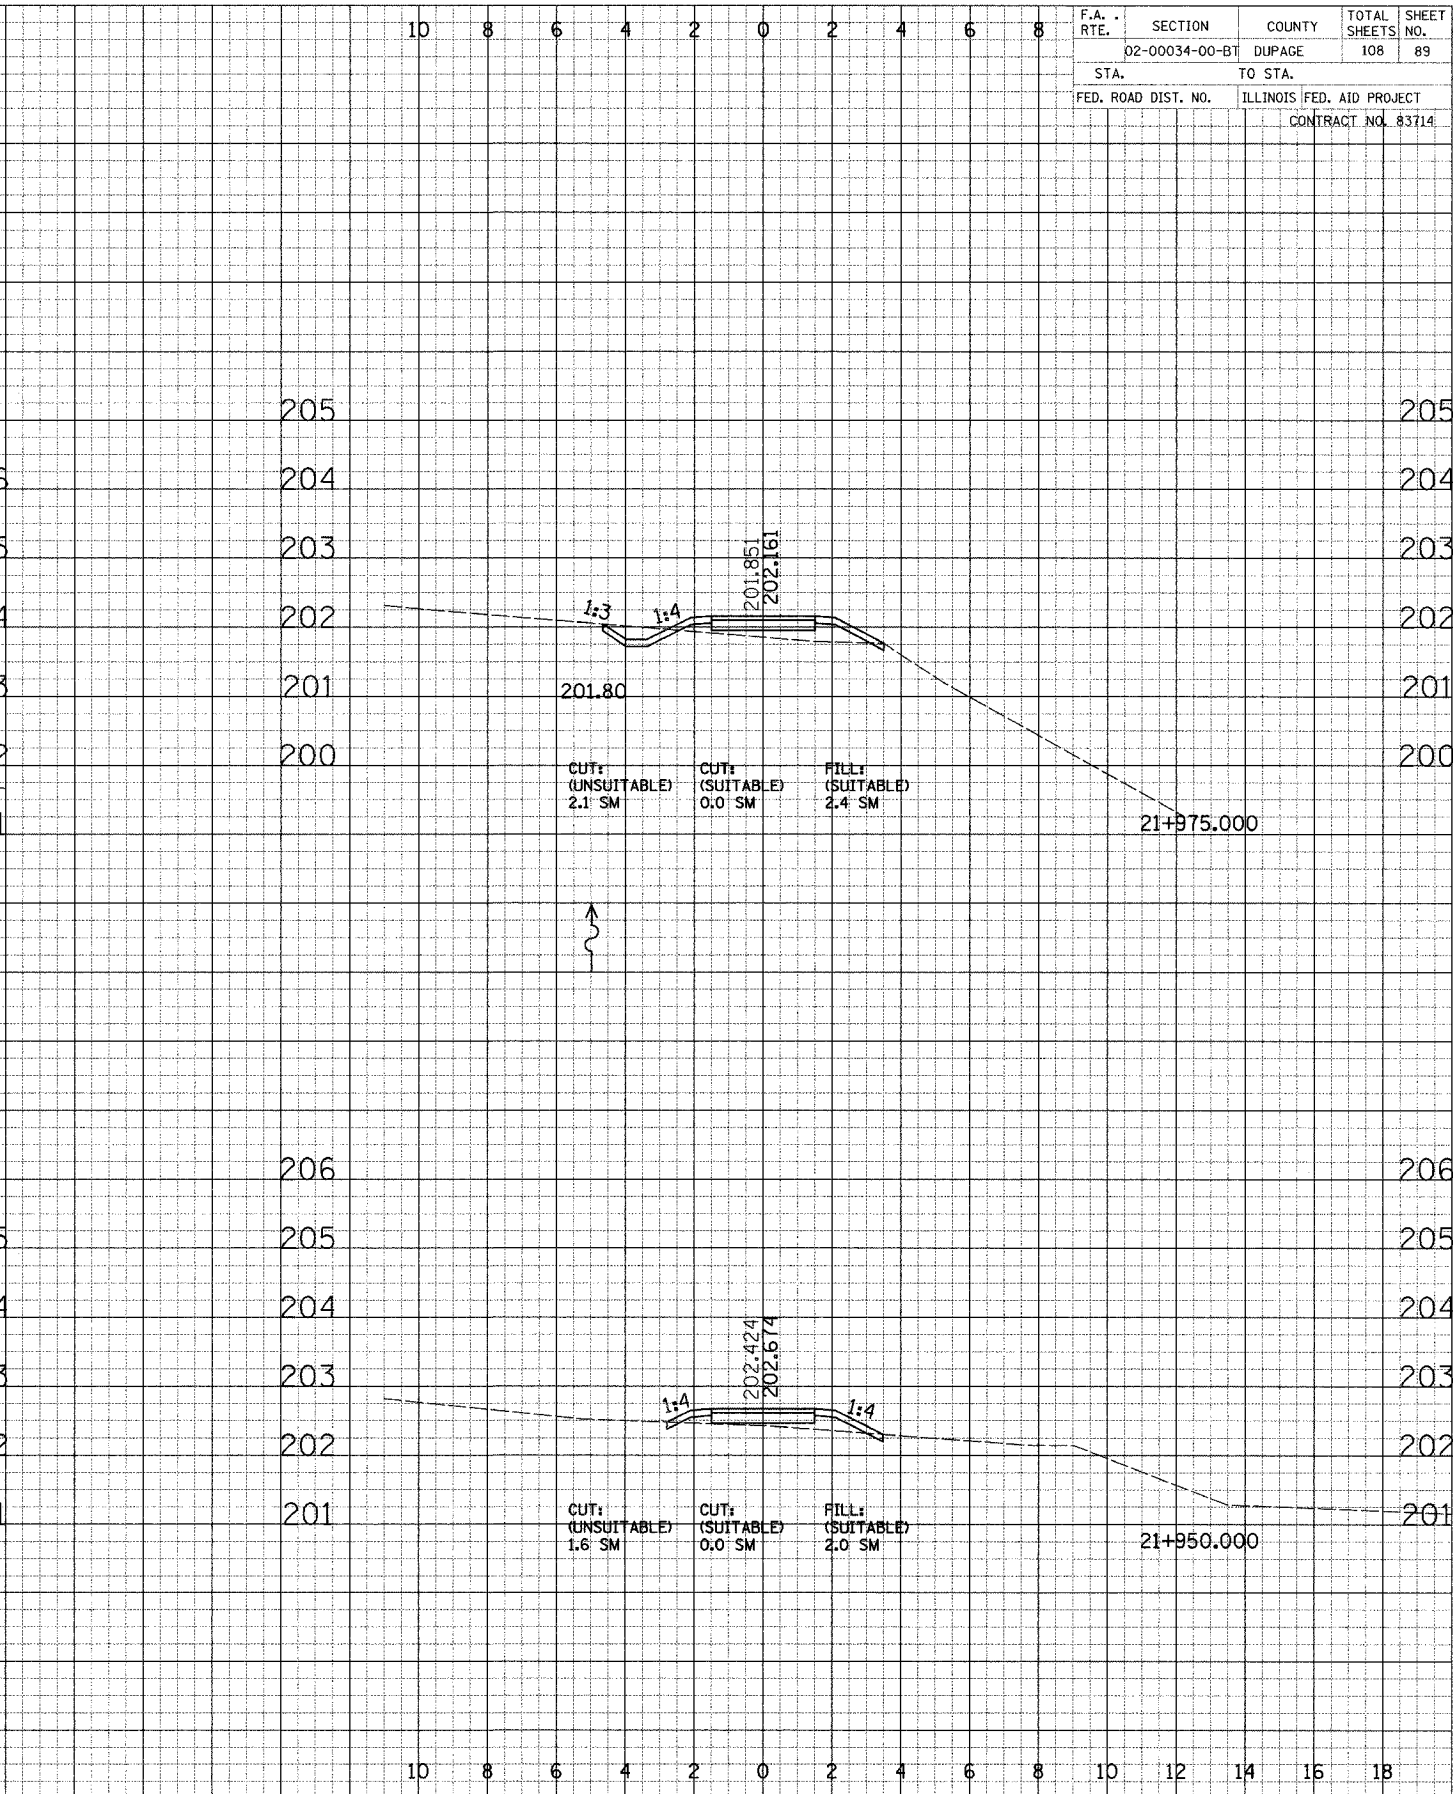 10 8 6 4 2 0 2 4 6 8
F.A. . RTE. SECTION COUNTY TOTAL SHEETS SHEET NO.
02-00034-00-BT DUPAGE 108 89
STA. TO STA.
FED. ROAD DIST. NO. ILLINOIS FED. AID PROJECT
CONTRACT NO. 83714
205 205
204 204
203 201.851 202.161 203
202 1:3 1:4 202
201 201.80 201
200 200
CUT: CUT: FILL:
(UNSUITABLE) (SUITABLE) (SUITABLE)
2.1 SM 0.0 SM 2.4 SM
21+975.000
206 206
205 205
204 204
203 202.424 202.674 203
1:4 1:4
202 202
201 201
CUT: CUT: FILL:
(UNSUITABLE) (SUITABLE) (SUITABLE)
1.6 SM 0.0 SM 2.0 SM
21+950.000
10 8 6 4 2 0 2 4 6 8 10 12 14 16 18